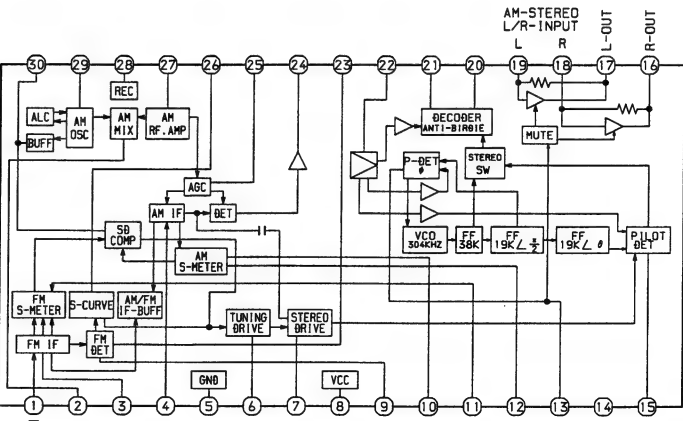 AM-STEREO
L/R-INPUT
L R
L-OUT
R-OUT
30 29 28 27 26 25 24 23 22 21 20 19 18 17 16
REC
ALC
AM
OSC
AM
MIX
AM
RF.AMP
BUFF
DECODER
ANTI-BIRDIE
MUTE
AGC
P-DET
Ø
STEREO
SW
AM IF
DET
SD
COMP
AM
S-METER
VCO
304KHZ
FF
38K
FF
19K∠ π/2
FF
19K∠ θ
PILOT
DET
FM
S-METER
S-CURVE
AM/FM
IF-BUFF
TUNING
DRIVE
STEREO
DRIVE
FM IF
FM
DET
GND
VCC
1 2 3 4 5 6 7 8 9 10 11 12 13 14 15